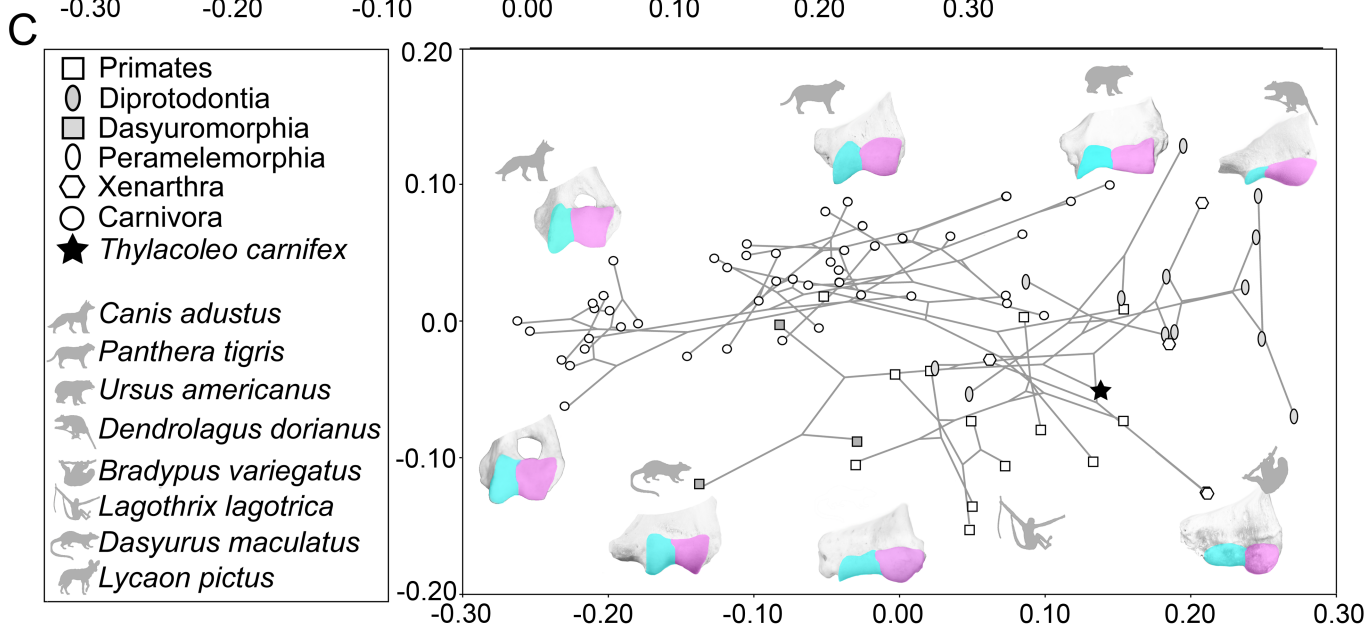 -0.30 -0.20 -0.10 0.00 0.10 0.20 0.30
C
Primates
Diprotodontia
Dasyuromorphia
Peramelemorphia
Xenarthra
Carnivora
Thylacoleo carnifex
Canis adustus
Panthera tigris
Ursus americanus
Dendrolagus dorianus
Bradypus variegatus
Lagothrix lagotrica
Dasyurus maculatus
Lycaon pictus
0.20
0.10
0.0
-0.10
-0.20
-0.30 -0.20 -0.10 0.00 0.10 0.20 0.30